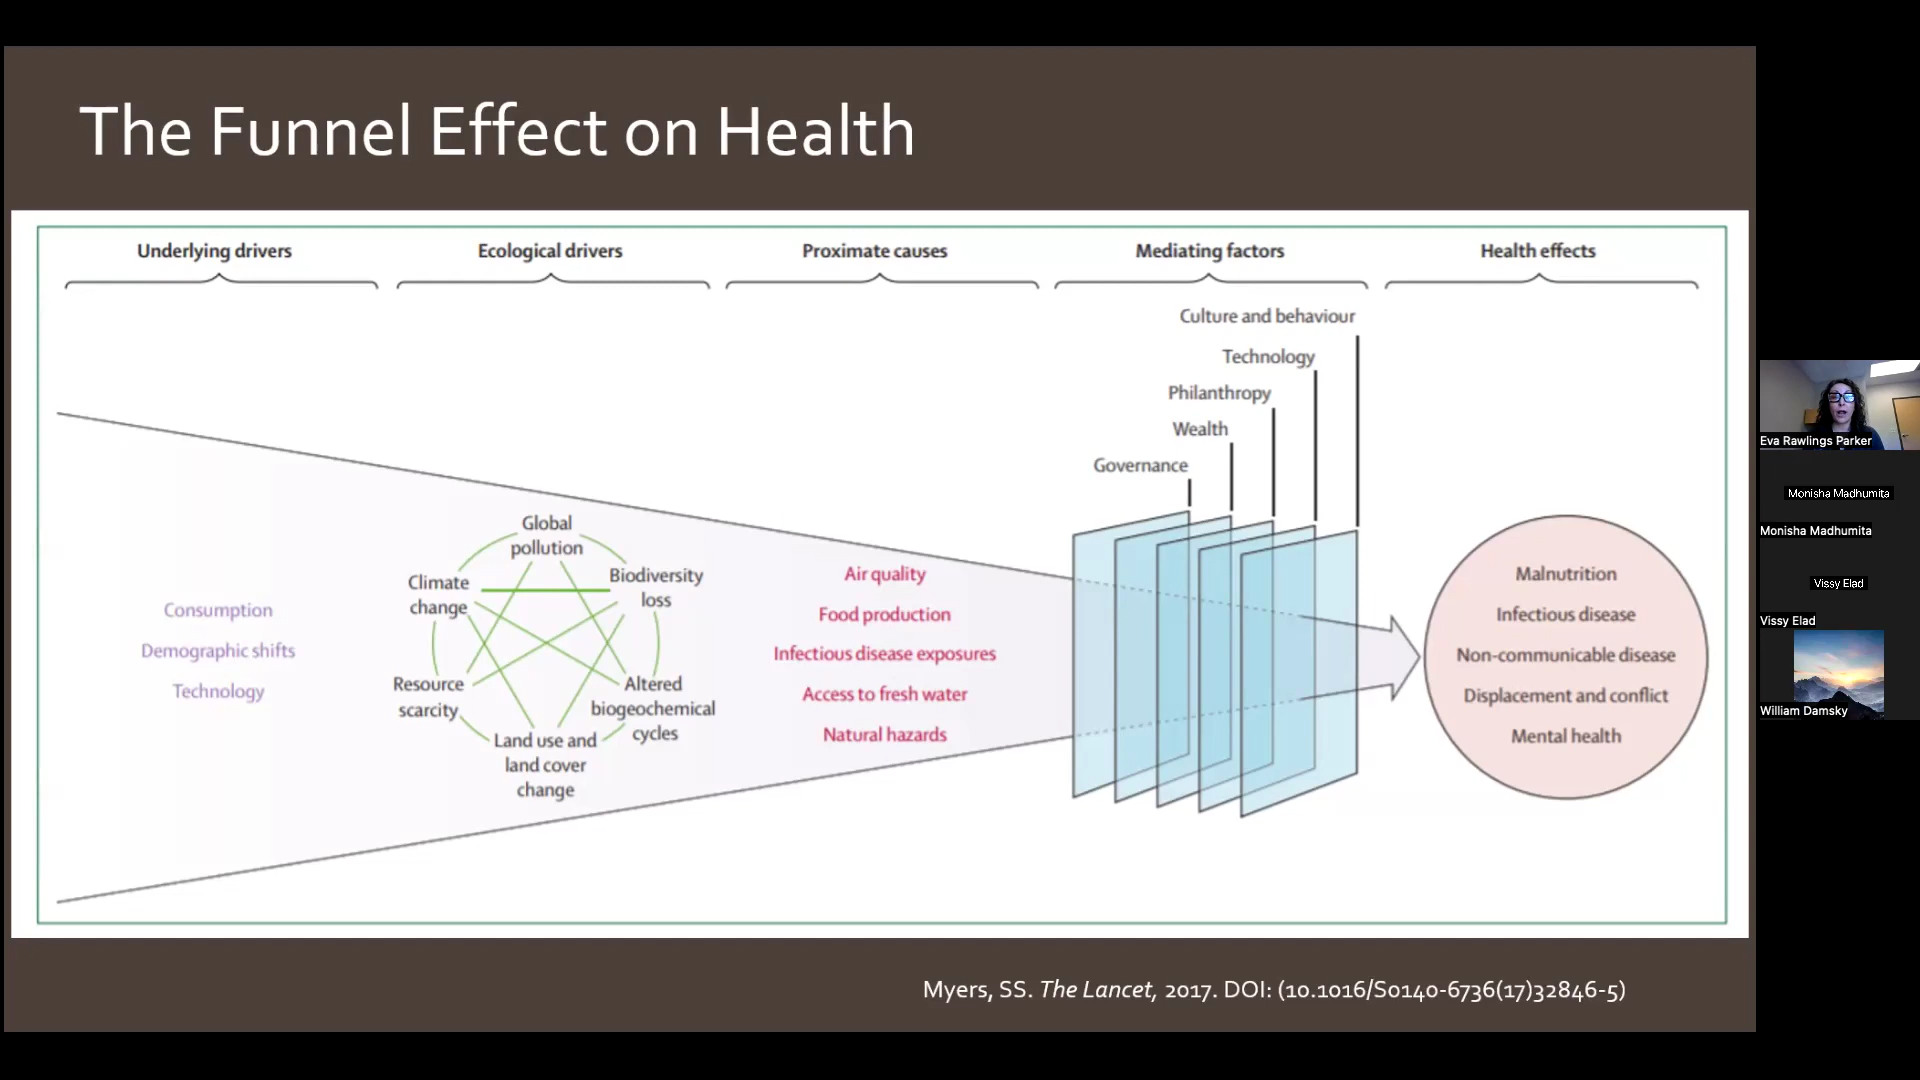 The Funnel Effect on Health
Underlying drivers
Ecological drivers
Proximate causes
Mediating factors
Health effects
Culture and behaviour
Technology
Philanthropy
Wealth
Governance
Consumption
Demographic shifts
Technology
Global
pollution
Climate
change
Biodiversity
loss
Resource
scarcity
Altered
biogeochemical
cycles
Land use and
land cover
change
Air quality
Food production
Infectious disease exposures
Access to fresh water
Natural hazards
Malnutrition
Infectious disease
Non-communicable disease
Displacement and conflict
Mental health
Myers, SS. The Lancet, 2017. DOI: (10.1016/S0140-6736(17)32846-5)
Eva Rawlings Parker
Monisha Madhumita
Monisha Madhumita
Vissy Elad
Vissy Elad
William Damsky